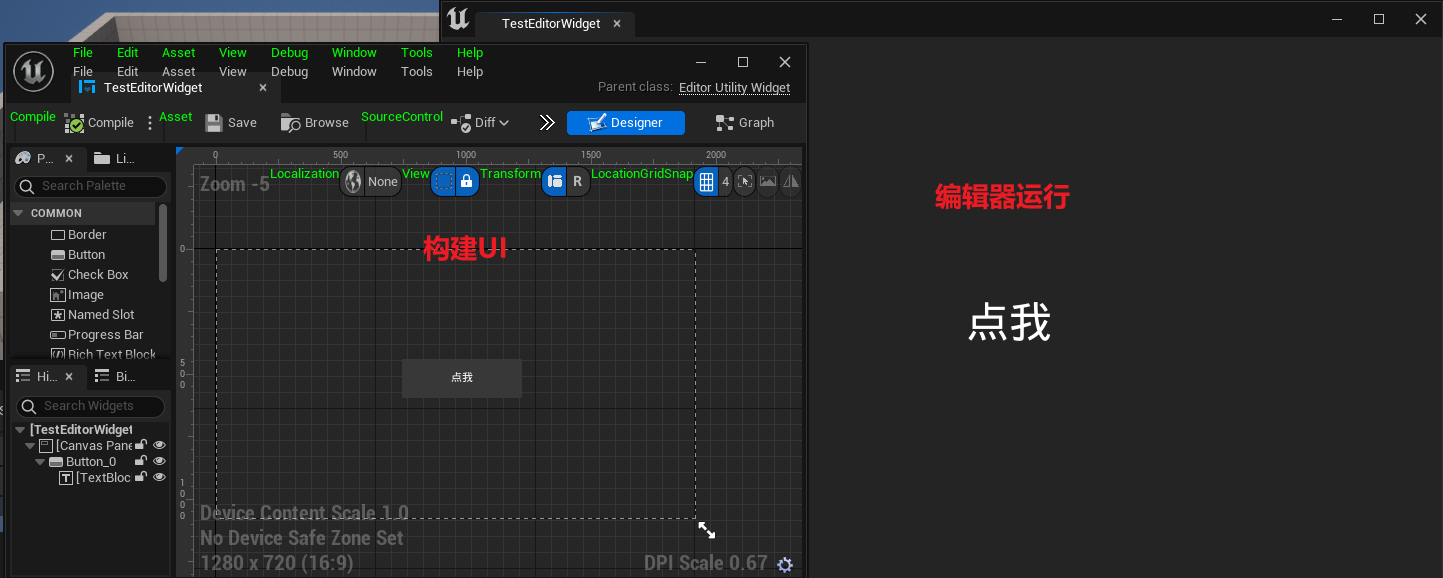 TestEditorWidget
File Edit Asset View Debug Window Tools Help
File Edit Asset View Debug Window Tools Help
TestEditorWidget
Parent class: Editor Utility Widget
Compile Compile Asset Save Browse SourceControl Diff Designer Graph
P... Li...
Search Palette
COMMON
Border
Button
Check Box
Image
Named Slot
Progress Bar
Rich Text Block
Hi... Bi...
Search Widgets
[TestEditorWidget
[Canvas Pane
Button_0
[TextBloc
0 500 1000 1500 2000
Zoom -5
Localization None View Transform R LocationGridSnap 4
0
构建UI
500
点我
1000
Device Content Scale 1.0
No Device Safe Zone Set
1280 x 720 (16:9)
DPI Scale 0.67
编辑器运行
点我